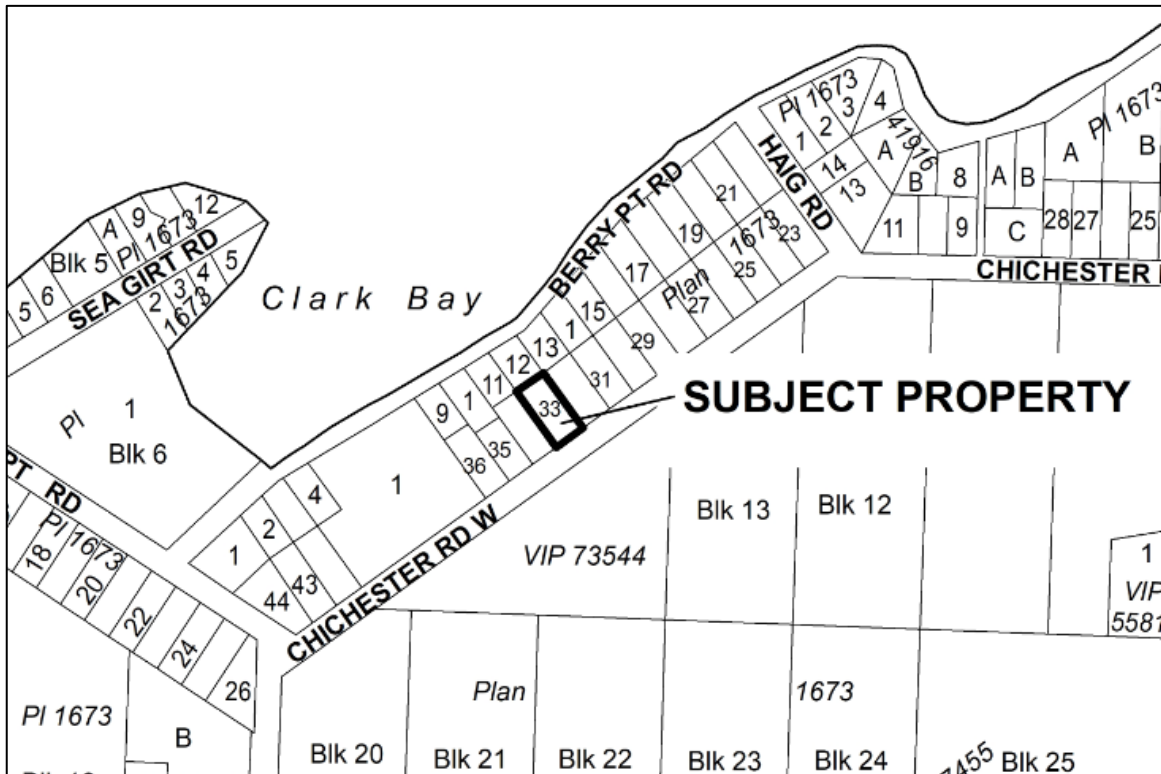 Pl 1673
1
2
3
4
41916
A
B
8
14
13
11
9
HAIG RD
A
B
C
A
Pl 1673
B
28
27
25
CHICHESTER
A
9
12
Pl 1673
Blk 5
5
6
SEA GIRT RD
2
3
4
5
1673
Clark Bay
BERRY PT RD
21
19
1673
23
17
Plan
25
27
15
1
13
12
29
31
11
1
9
33
35
36
SUBJECT PROPERTY
Pl
1
Blk 6
PT RD
1
4
2
1
43
44
CHICHESTER RD W
Pl 1673
18
20
22
24
26
Blk 13
Blk 12
VIP 73544
1
VIP
5581
Plan
1673
Pl 1673
B
Blk 20
Blk 21
Blk 22
Blk 23
Blk 24
7455
Blk 25